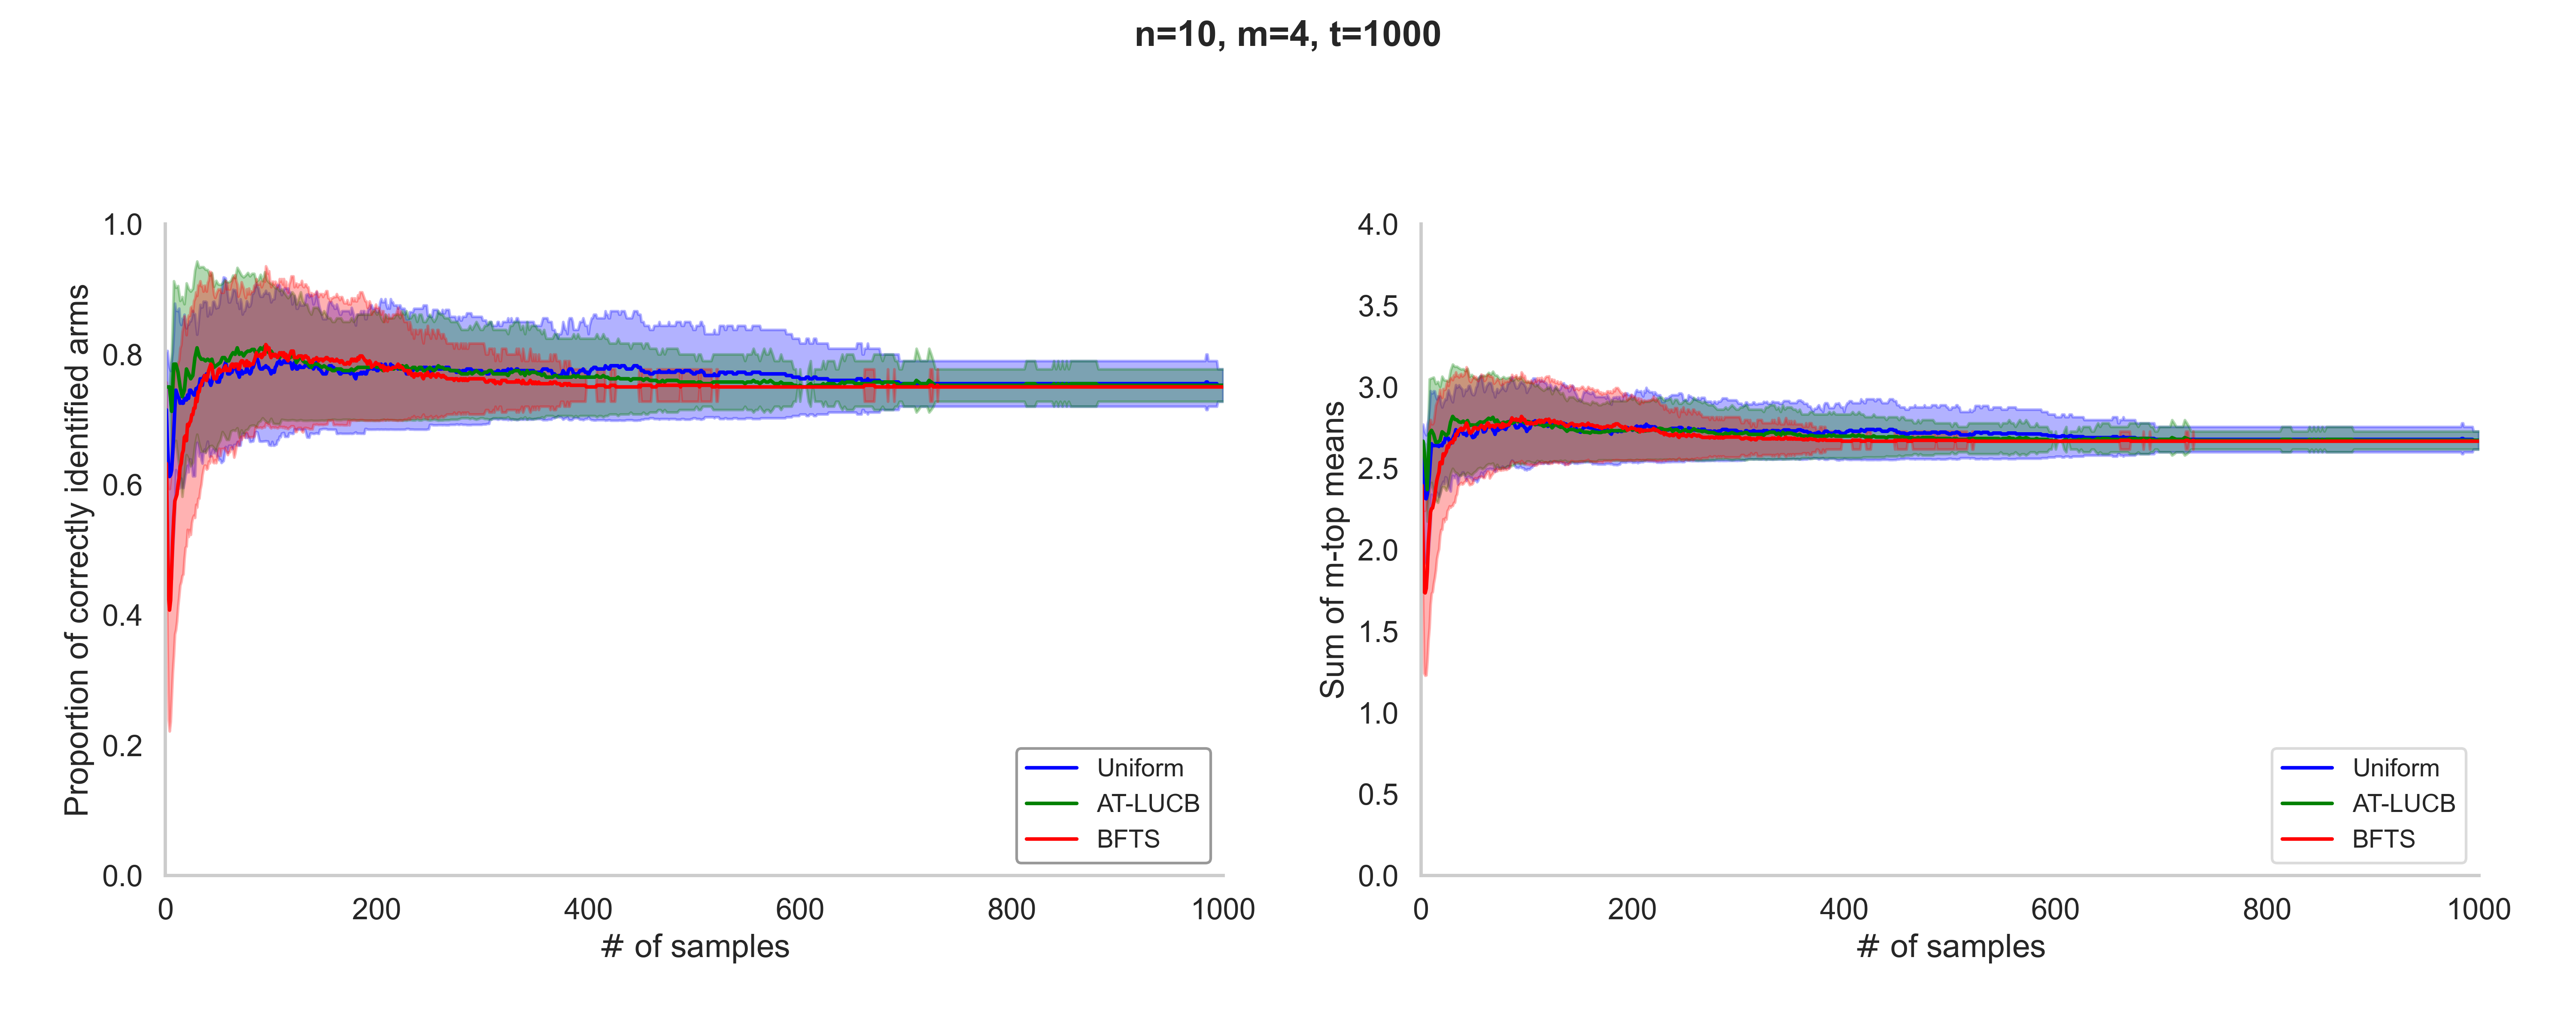 n=10, m=4, t=1000
Proportion of correctly identified arms
1.0
0.8
0.6
0.4
0.2
0.0
0
200
400
600
800
1000
# of samples
Uniform
AT-LUCB
BFTS
Sum of m-top means
4.0
3.5
3.0
2.5
2.0
1.5
1.0
0.5
0.0
0
200
400
600
800
1000
# of samples
Uniform
AT-LUCB
BFTS